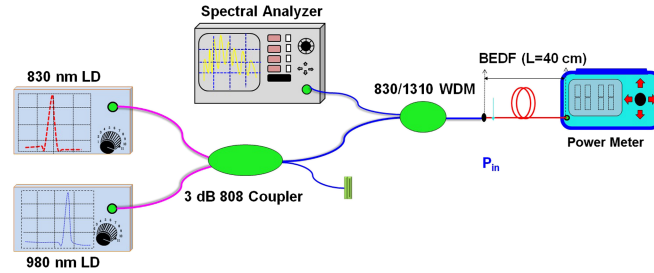 Spectral Analyzer
BEDF (L=40 cm)
830 nm LD
830/1310 WDM
Power Meter
P_in
3 dB 808 Coupler
980 nm LD